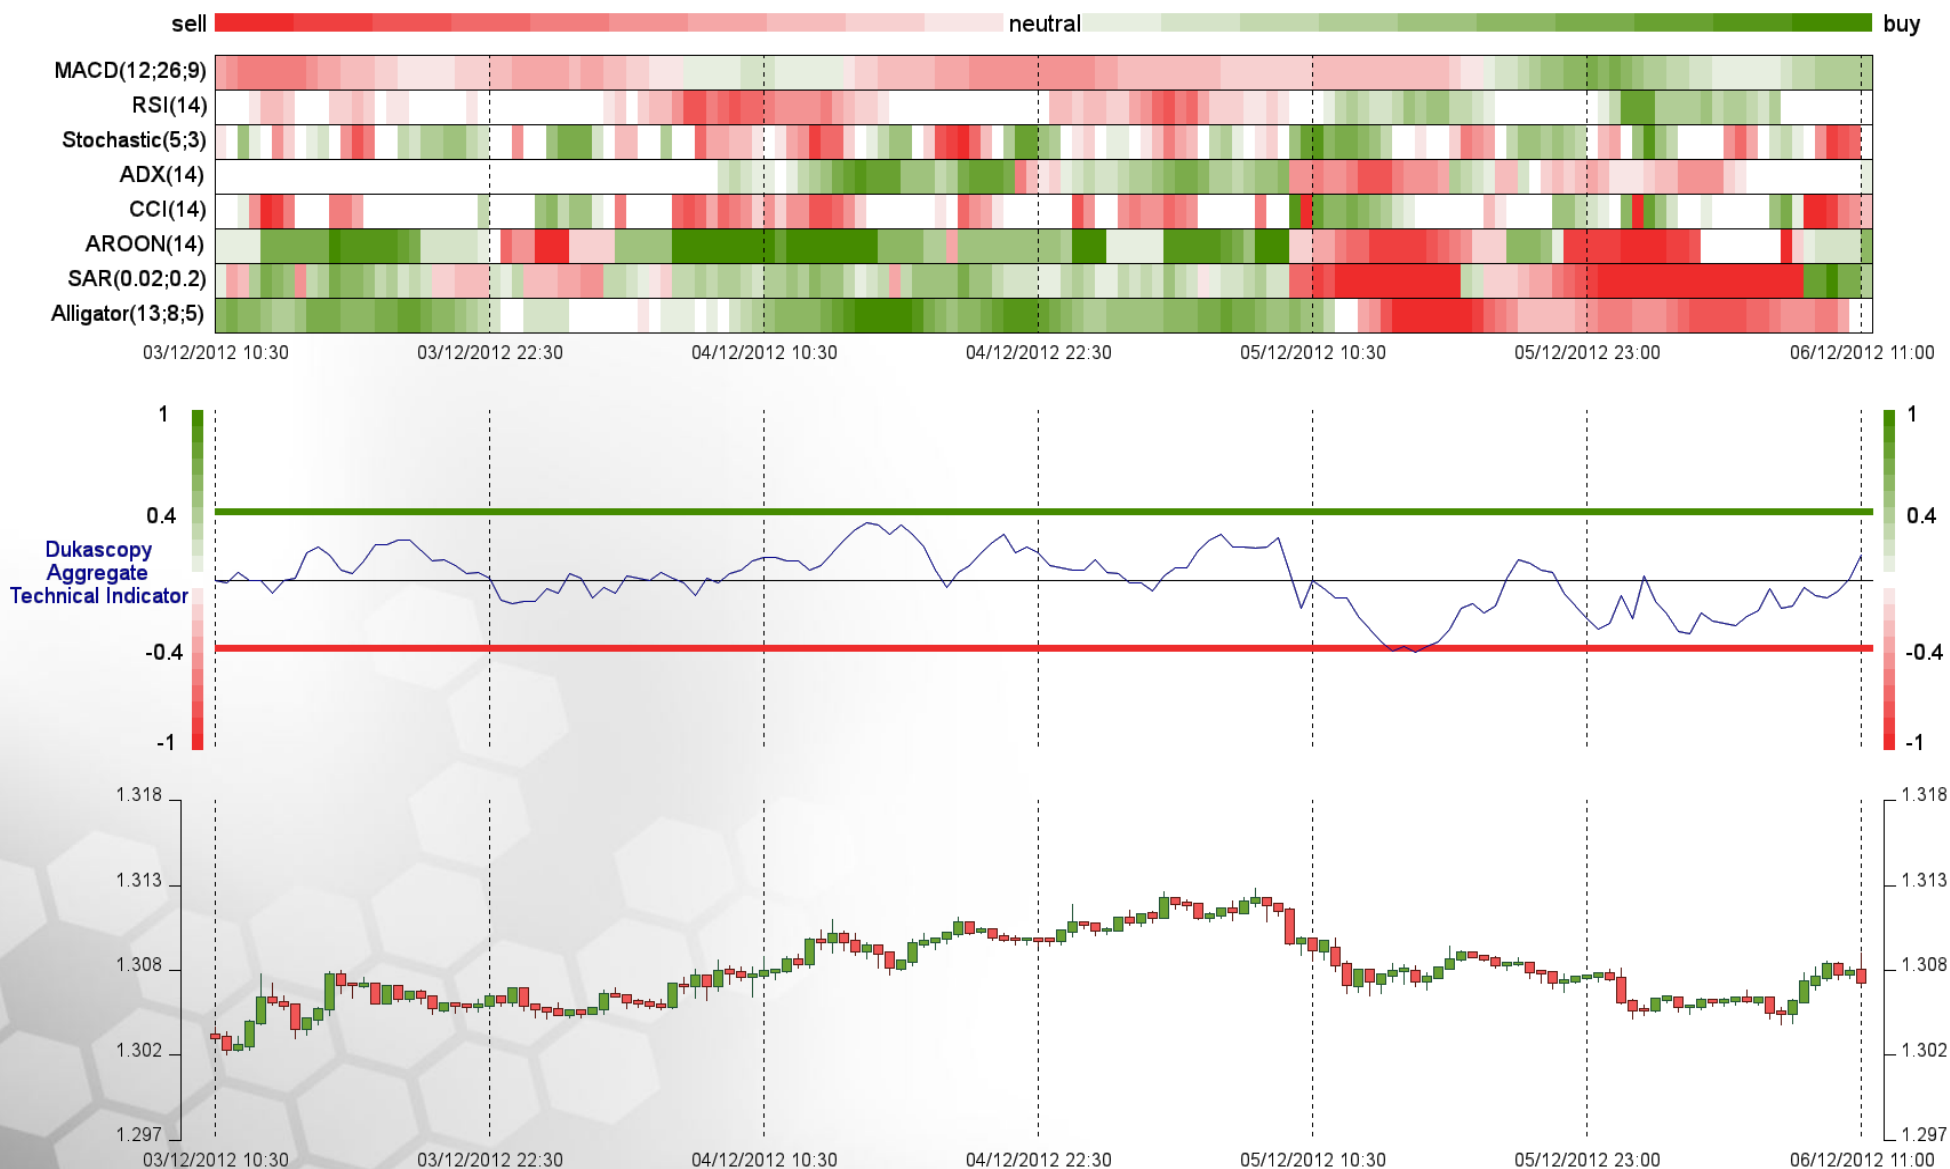 sell neutral buy
MACD(12;26;9)
RSI(14)
Stochastic(5;3)
ADX(14)
CCI(14)
AROON(14)
SAR(0.02;0.2)
Alligator(13;8;5)
03/12/2012 10:30 03/12/2012 22:30 04/12/2012 10:30 04/12/2012 22:30 05/12/2012 10:30 05/12/2012 23:00 06/12/2012 11:00
1 1
0.4 0.4
Dukascopy
Aggregate
Technical Indicator
-0.4 -0.4
-1 -1
1.318 1.318
1.313 1.313
1.308 1.308
1.302 1.302
1.297 1.297
03/12/2012 10:30 03/12/2012 22:30 04/12/2012 10:30 04/12/2012 22:30 05/12/2012 10:30 05/12/2012 23:00 06/12/2012 11:00